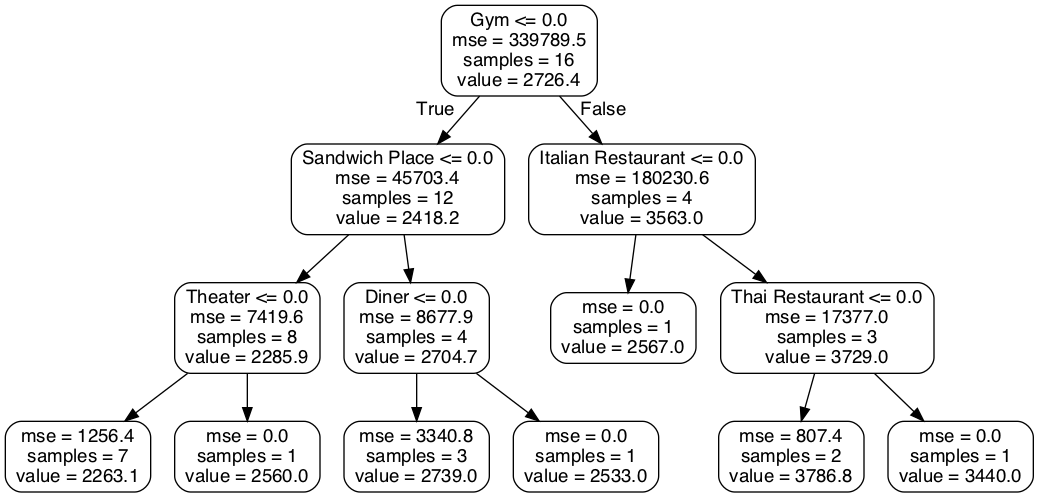 Gym <= 0.0
mse = 339789.5
samples = 16
value = 2726.4
True
False
Sandwich Place <= 0.0
mse = 45703.4
samples = 12
value = 2418.2
Italian Restaurant <= 0.0
mse = 180230.6
samples = 4
value = 3563.0
Theater <= 0.0
mse = 7419.6
samples = 8
value = 2285.9
Diner <= 0.0
mse = 8677.9
samples = 4
value = 2704.7
mse = 0.0
samples = 1
value = 2567.0
Thai Restaurant <= 0.0
mse = 17377.0
samples = 3
value = 3729.0
mse = 1256.4
samples = 7
value = 2263.1
mse = 0.0
samples = 1
value = 2560.0
mse = 3340.8
samples = 3
value = 2739.0
mse = 0.0
samples = 1
value = 2533.0
mse = 807.4
samples = 2
value = 3786.8
mse = 0.0
samples = 1
value = 3440.0